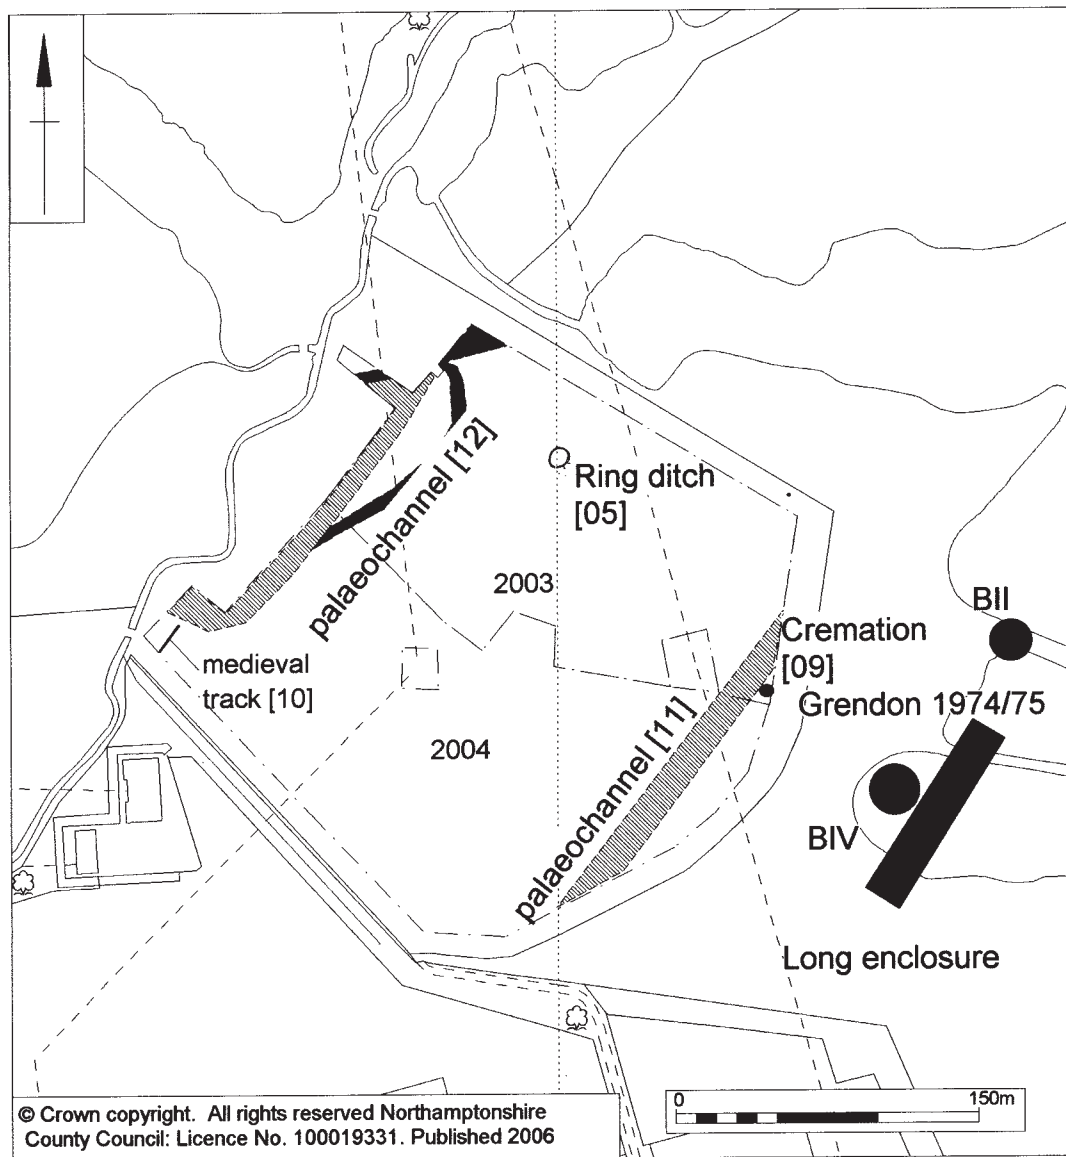 palaeochannel [12]
Ring ditch
[05]
2003
BII
Cremation
[09]
medieval
track [10]
Grendon 1974/75
palaeochannel [11]
2004
BIV
Long enclosure
0 150m
© Crown copyright. All rights reserved Northamptonshire
County Council: Licence No. 100019331. Published 2006